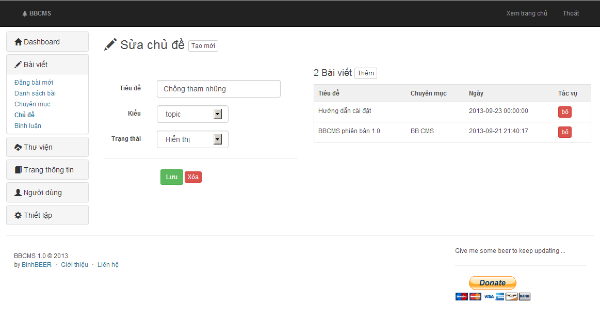 BBCMS
Xem trang chủ
Thoát
Dashboard
Bài viết
Đăng bài mới
Danh sách bài
Chuyên mục
Chủ đề
Bình luận
Thư viện
Trang thông tin
Người dùng
Thiết lập
Sửa chủ đề Tạo mới
Tiêu đề Chống tham nhũng
Kiểu topic
Trạng thái Hiển thị
Lưu Xóa
2 Bài viết Thêm
Tiêu đề Chuyên mục Ngày Tác vụ
Hướng dẫn cài đặt 2013-09-23 00:00:00 bỏ
BBCMS phiên bản 1.0 BBCMS 2013-09-21 21:40:17 bỏ
BBCMS 1.0 © 2013
by BinhBEER · Giới thiệu · Liên hệ
Give me some beer to keep updating ...
Donate
VISA